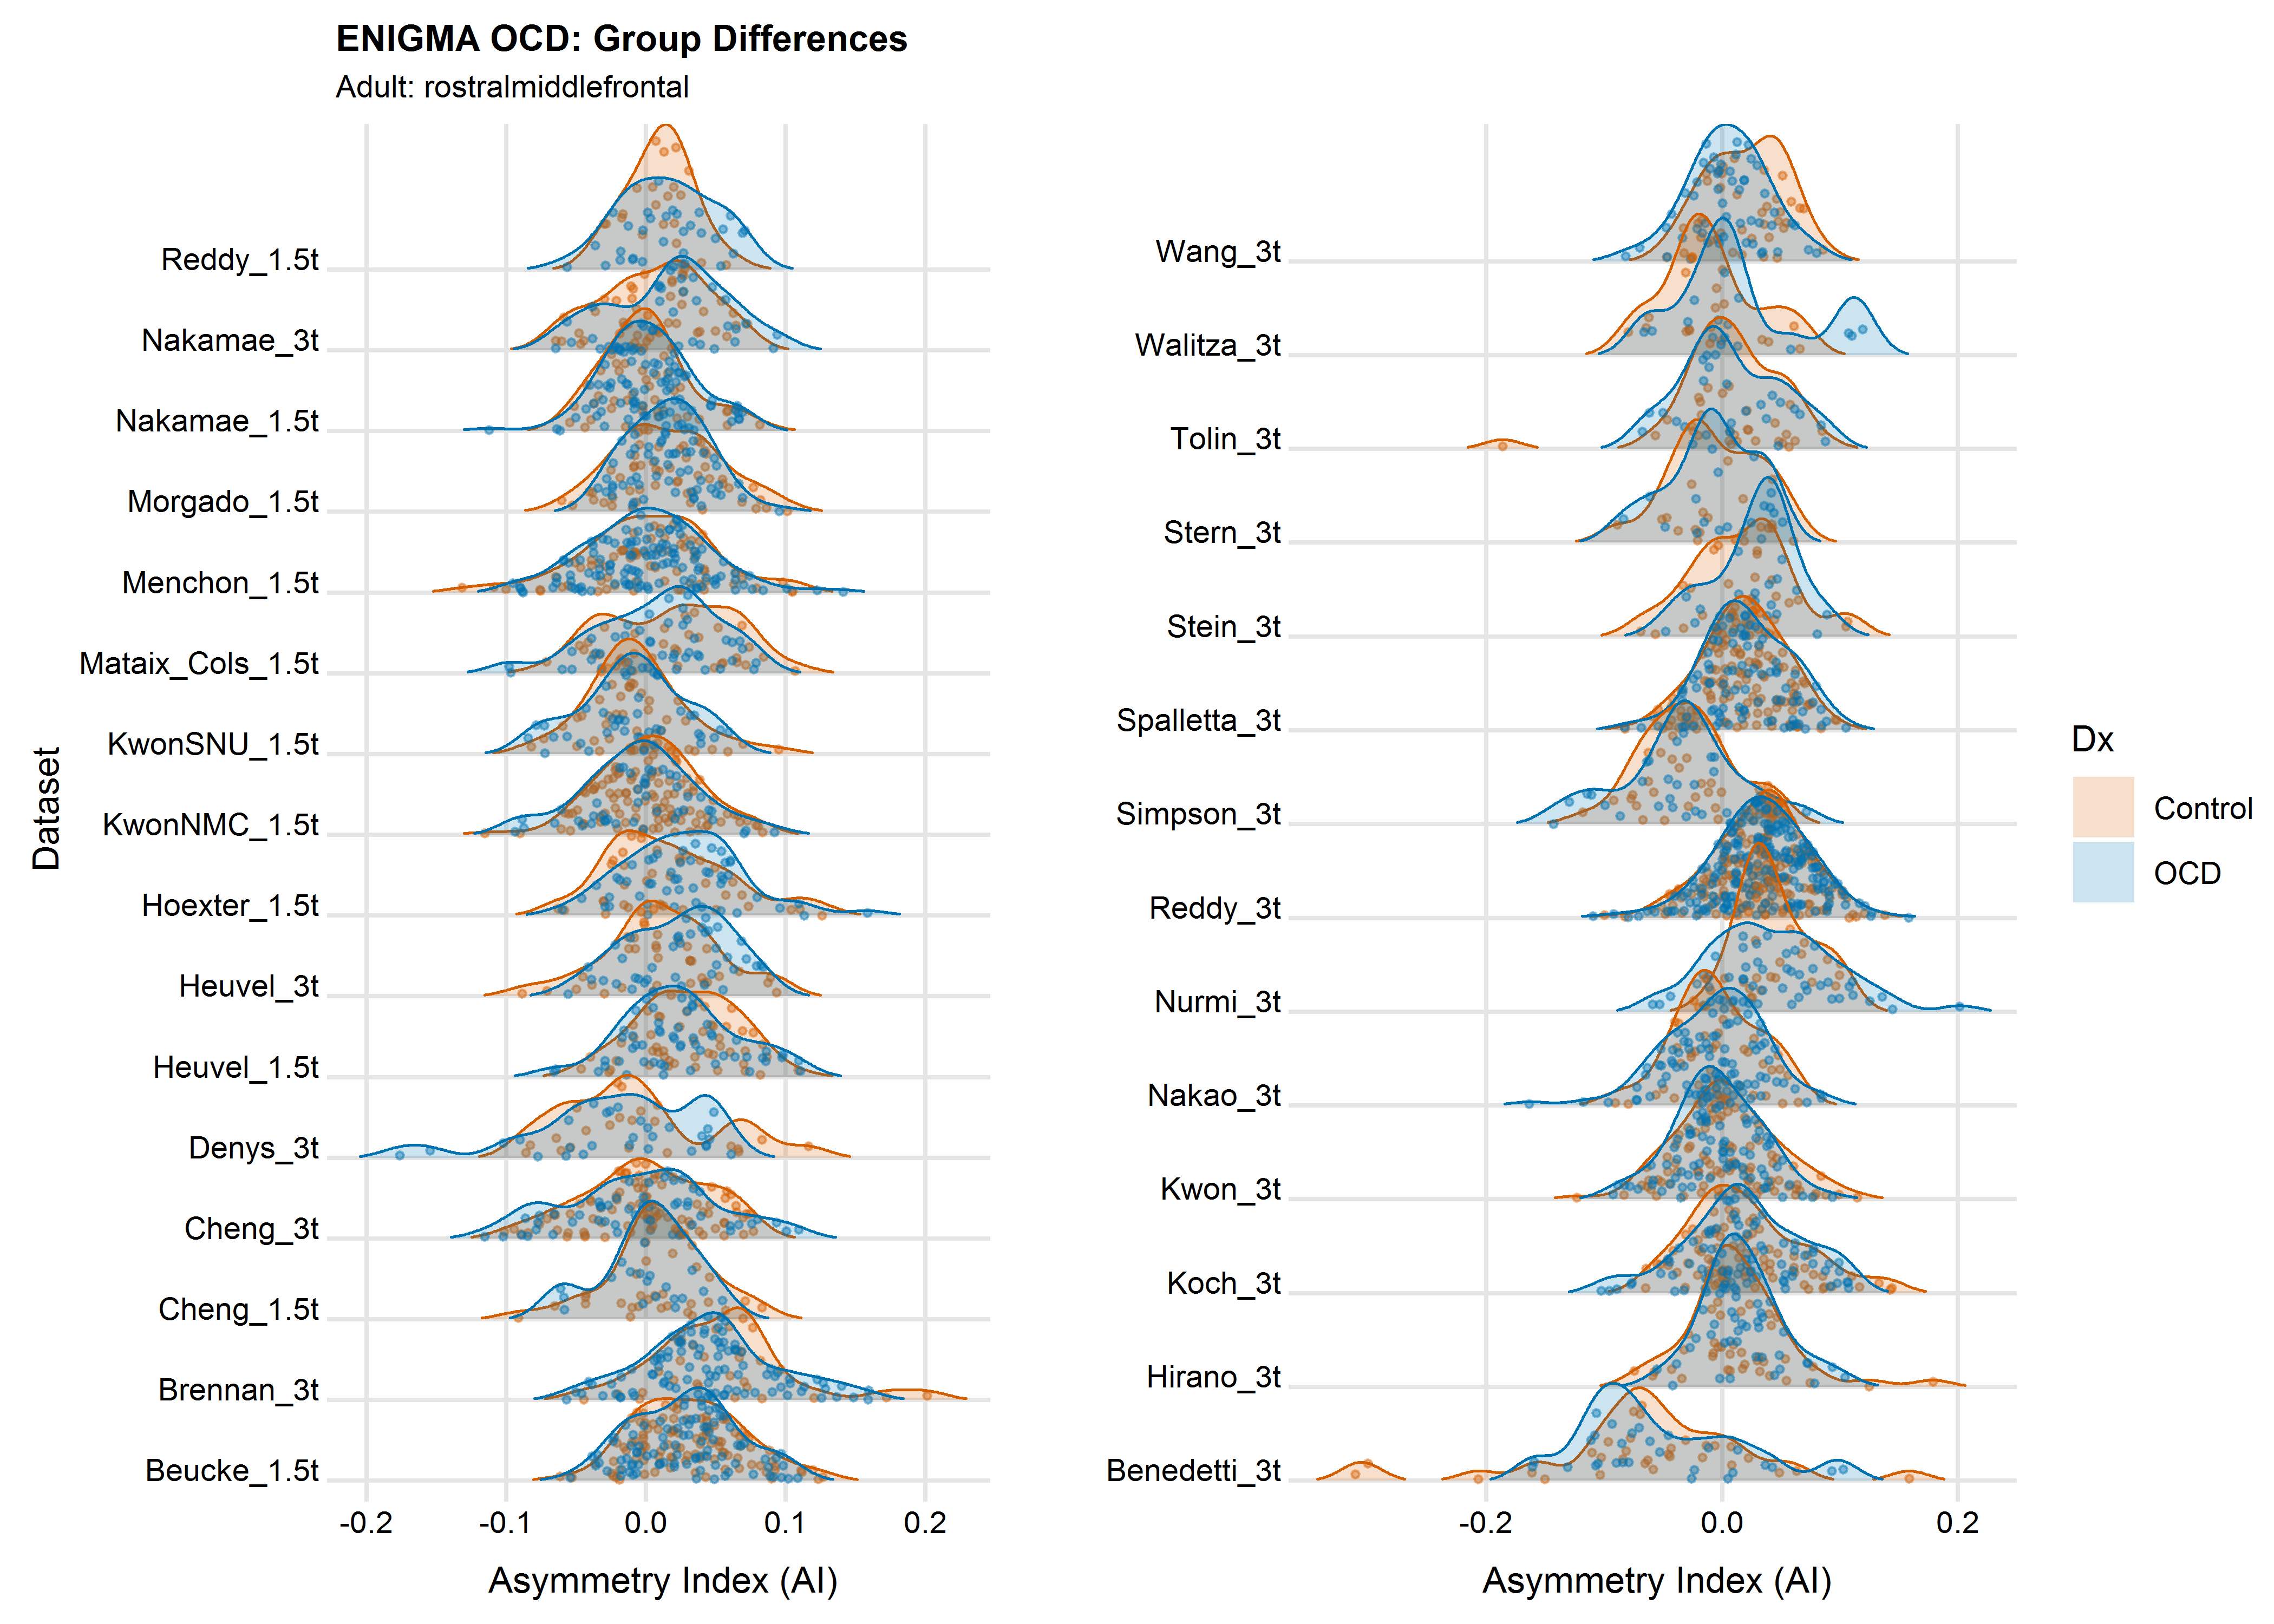 ENIGMA OCD: Group Differences
Adult: rostralmiddlefrontal
Dataset
Reddy_1.5t
Nakamae_3t
Nakamae_1.5t
Morgado_1.5t
Menchon_1.5t
Mataix_Cols_1.5t
KwonSNU_1.5t
KwonNMC_1.5t
Hoexter_1.5t
Heuvel_3t
Heuvel_1.5t
Denys_3t
Cheng_3t
Cheng_1.5t
Brennan_3t
Beucke_1.5t
-0.2 -0.1 0.0 0.1 0.2
Asymmetry Index (AI)
Wang_3t
Walitza_3t
Tolin_3t
Stern_3t
Stein_3t
Spalletta_3t
Simpson_3t
Reddy_3t
Nurmi_3t
Nakao_3t
Kwon_3t
Koch_3t
Hirano_3t
Benedetti_3t
-0.2 0.0 0.2
Asymmetry Index (AI)
Dx
Control
OCD